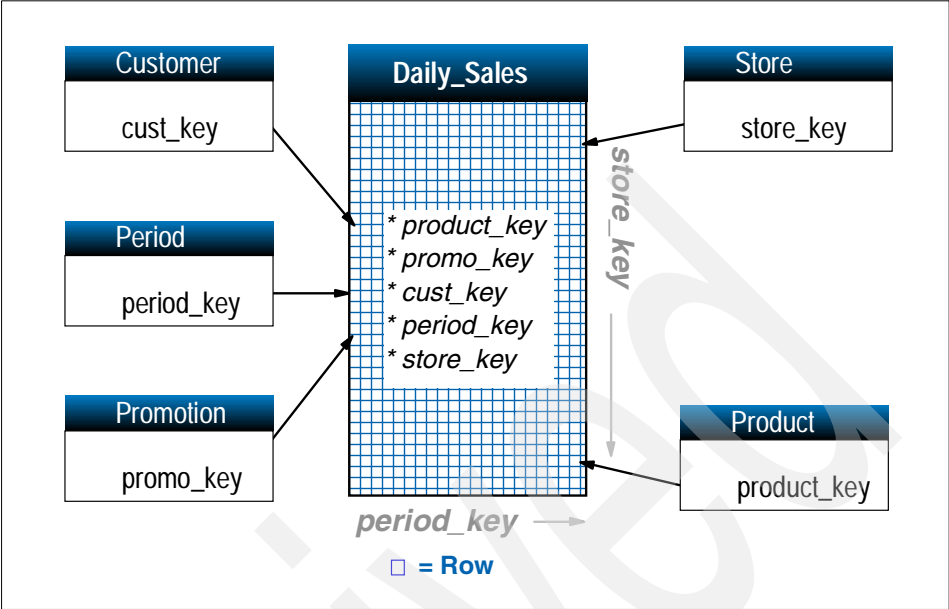 Customer
cust_key
Period
period_key
Promotion
promo_key
Daily_Sales
* product_key
* promo_key
* cust_key
* period_key
* store_key
Store
store_key
store_key
Product
product_key
period_key
= Row